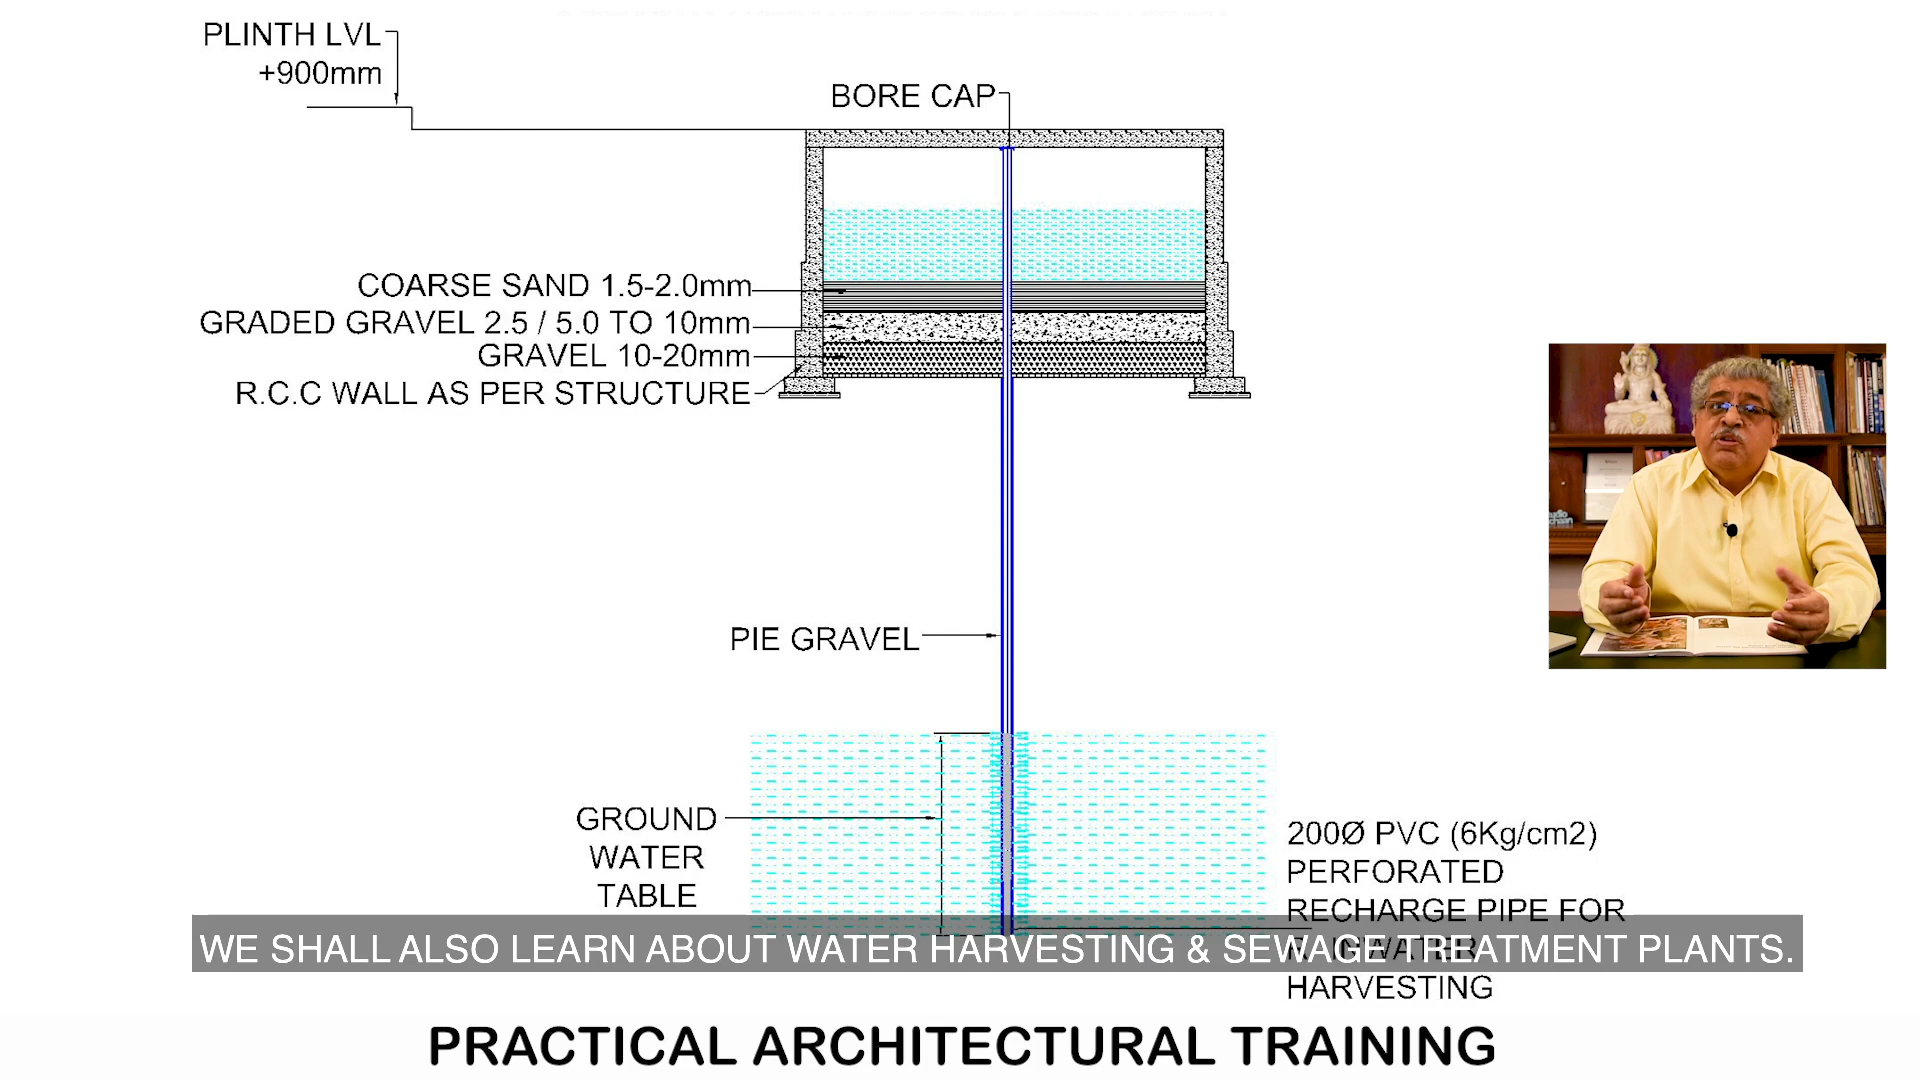 PLINTH LVL
+900mm
BORE CAP
COARSE SAND 1.5-2.0mm
GRADED GRAVEL 2.5 / 5.0 TO 10mm
GRAVEL 10-20mm
R.C.C WALL AS PER STRUCTURE
PIE GRAVEL
GROUND
WATER
TABLE
200Ø PVC (6Kg/cm2)
PERFORATED
RECHARGE PIPE FOR
RAINWATER
HARVESTING
WE SHALL ALSO LEARN ABOUT WATER HARVESTING & SEWAGE TREATMENT PLANTS.
PRACTICAL ARCHITECTURAL TRAINING